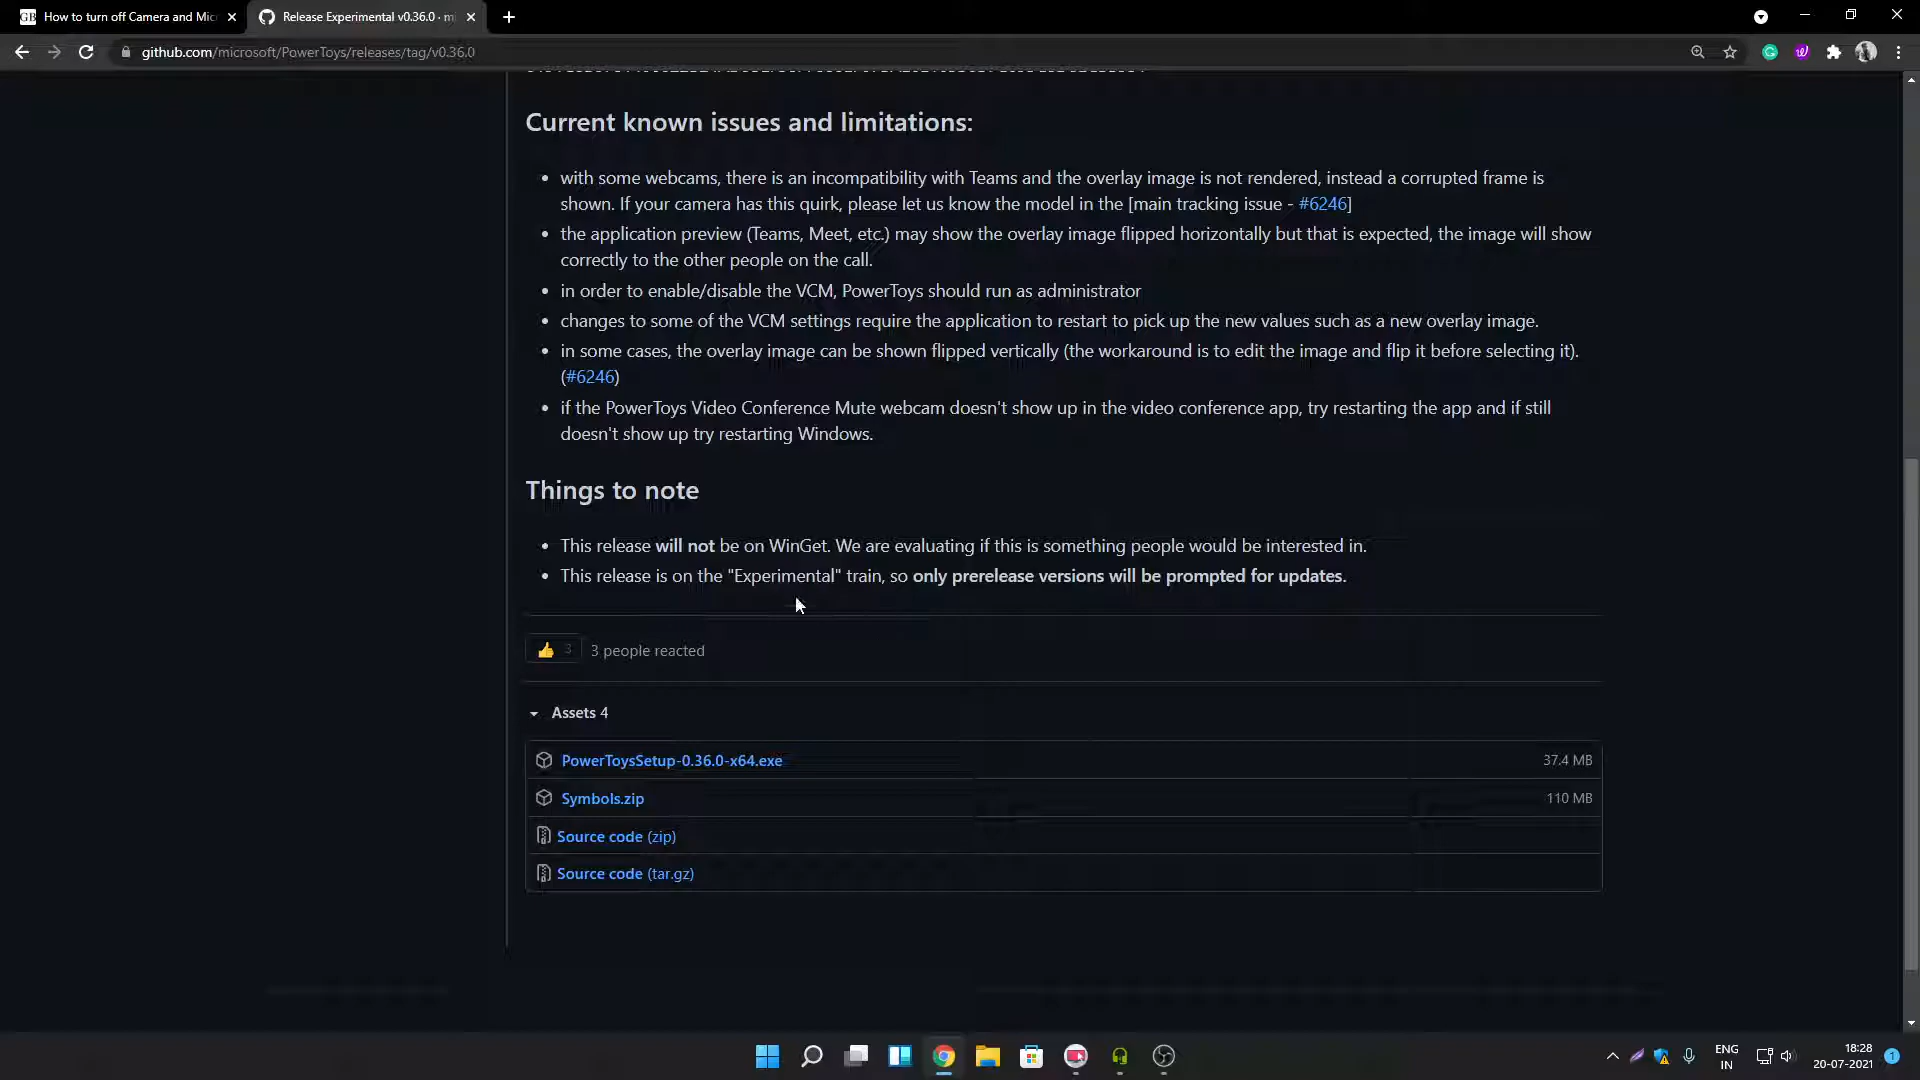 How to turn off Camera and Mic
Release Experimental v0.36.0 · m
github.com/microsoft/PowerToys/releases/tag/v0.36.0
Current known issues and limitations:
with some webcams, there is an incompatibility with Teams and the overlay image is not rendered, instead a corrupted frame is
shown. If your camera has this quirk, please let us know the model in the [main tracking issue - #6246]
the application preview (Teams, Meet, etc.) may show the overlay image flipped horizontally but that is expected, the image will show
correctly to the other people on the call.
in order to enable/disable the VCM, PowerToys should run as administrator
changes to some of the VCM settings require the application to restart to pick up the new values such as a new overlay image.
in some cases, the overlay image can be shown flipped vertically (the workaround is to edit the image and flip it before selecting it).
(#6246)
if the PowerToys Video Conference Mute webcam doesn't show up in the video conference app, try restarting the app and if still
doesn't show up try restarting Windows.
Things to note
This release will not be on WinGet. We are evaluating if this is something people would be interested in.
This release is on the "Experimental" train, so only prerelease versions will be prompted for updates.
👍 3 3 people reacted
Assets 4
PowerToysSetup-0.36.0-x64.exe 37.4 MB
Symbols.zip 110 MB
Source code (zip)
Source code (tar.gz)
ENG
IN
18:28
20-07-2021
1